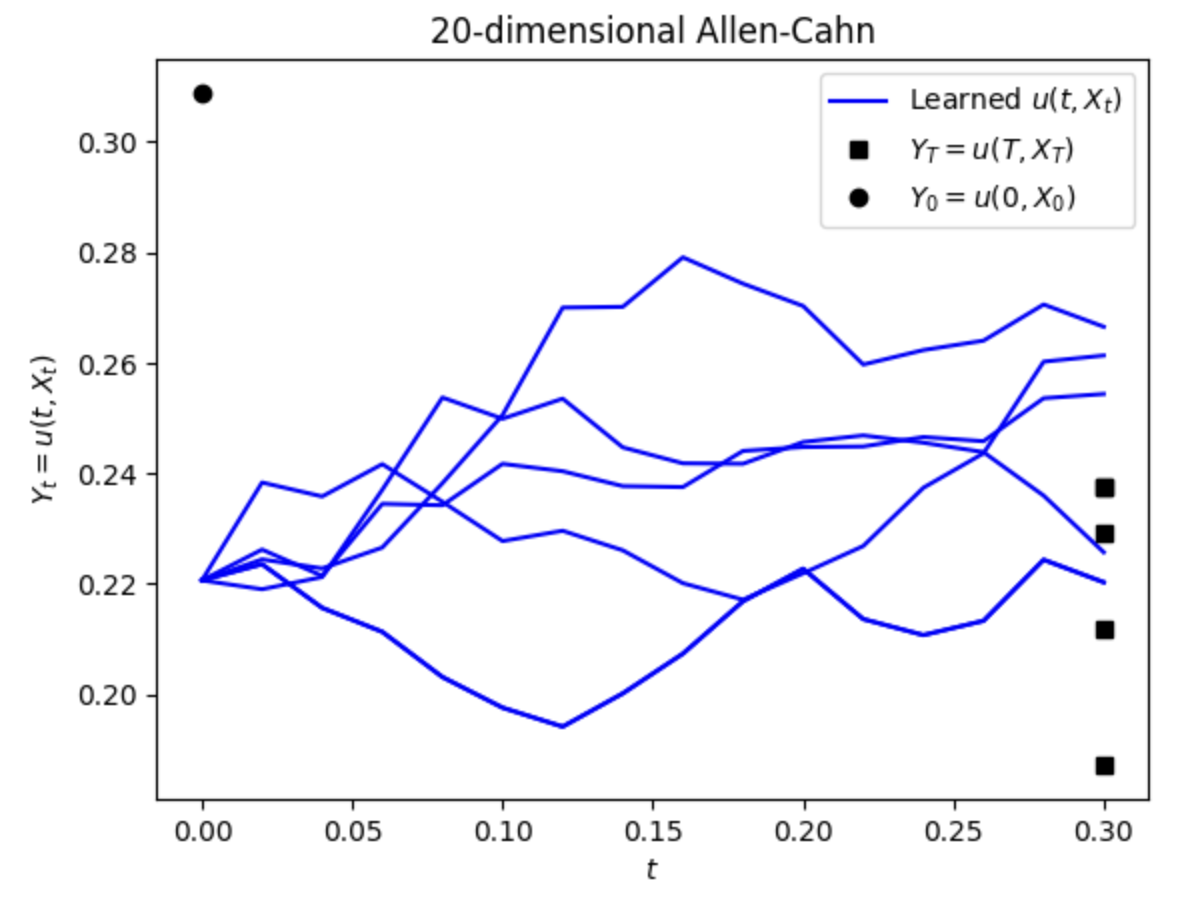 20-dimensional Allen-Cahn
Learned u(t, X_t)
Y_T = u(T, X_T)
Y_0 = u(0, X_0)
Y_t = u(t, X_t)
0.30
0.28
0.26
0.24
0.22
0.20
0.00 0.05 0.10 0.15 0.20 0.25 0.30
t